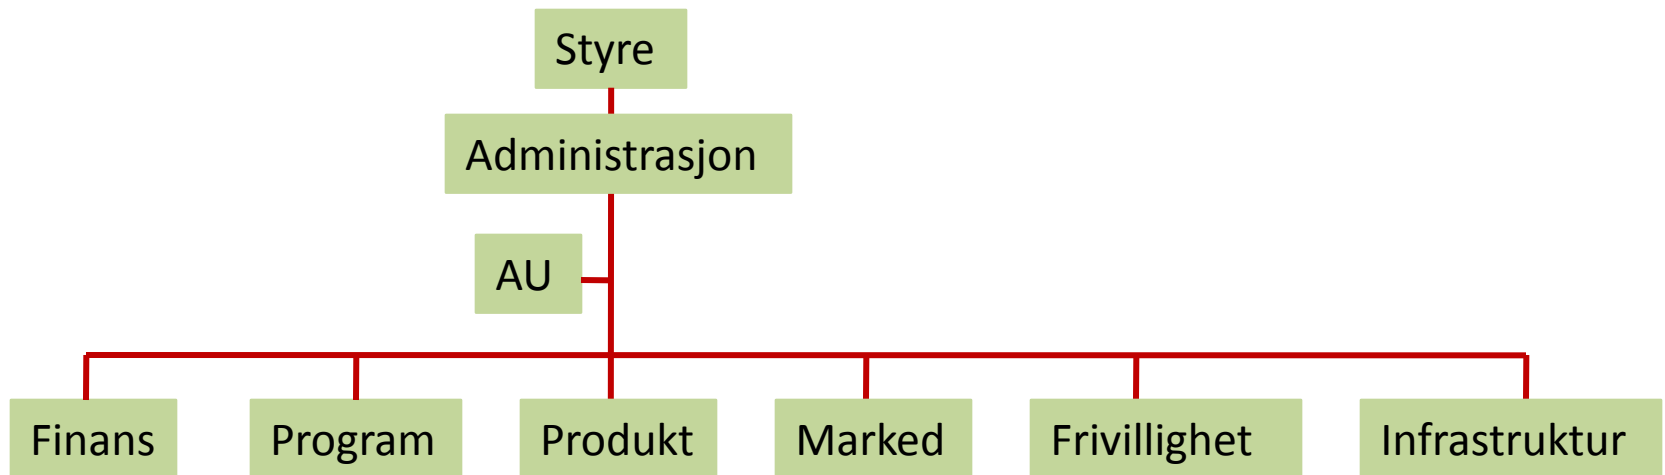 Styre
Administrasjon
AU
Finans
Program
Produkt
Marked
Frivillighet
Infrastruktur